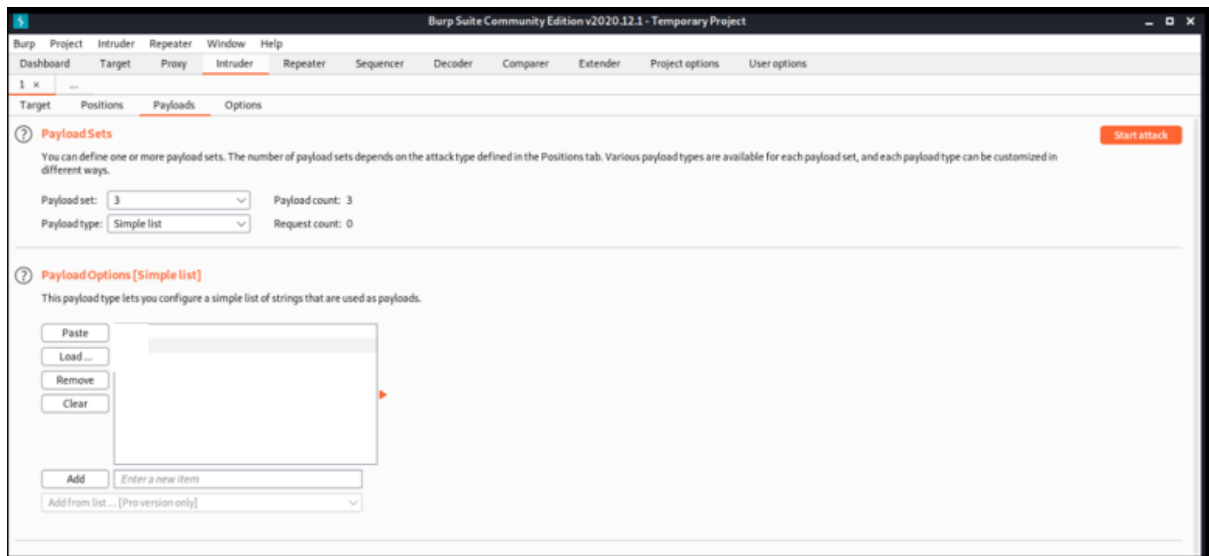 Burp Suite Community Edition v2020.12.1 - Temporary Project
Burp Project Intruder Repeater Window Help
Dashboard Target Proxy Intruder Repeater Sequencer Decoder Comparer Extender Project options User options
1 × ...
Target Positions Payloads Options
? Payload Sets Start attack
You can define one or more payload sets. The number of payload sets depends on the attack type defined in the Positions tab. Various payload types are available for each payload set, and each payload type can be customized in
different ways.
Payload set: 3 Payload count: 3
Payload type: Simple list Request count: 0
? Payload Options [Simple list]
This payload type lets you configure a simple list of strings that are used as payloads.
Paste
Load ...
Remove
Clear
Add Enter a new item
Add from list ... [Pro version only]